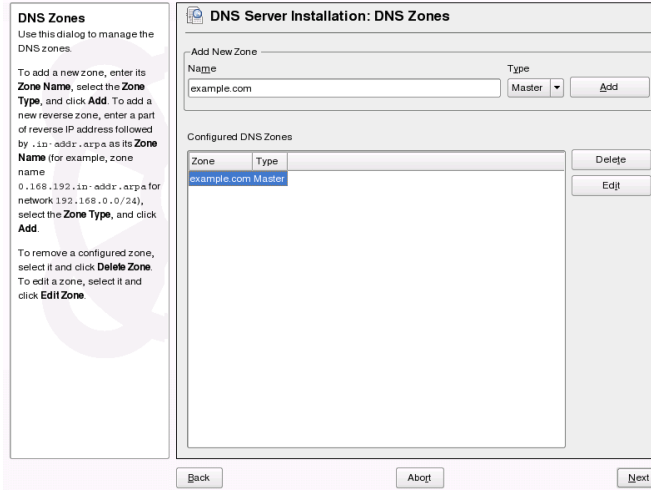 DNS Zones
Use this dialog to manage the
DNS zones.
To add a new zone, enter its
Zone Name, select the Zone
Type, and click Add. To add a
new reverse zone, enter a part
of reverse IP address followed
by .in-addr.arpa as its Zone
Name (for example, zone
name
0.168.192.in-addr.arpa for
network 192.168.0.0/24),
select the Zone Type, and click
Add.
To remove a configured zone,
select it and click Delete Zone.
To edit a zone, select it and
click Edit Zone.
DNS Server Installation: DNS Zones
Add New Zone
Name Type
example.com Master Add
Configured DNS Zones
Zone Type
example.com Master
Delete
Edit
Back Abort Next